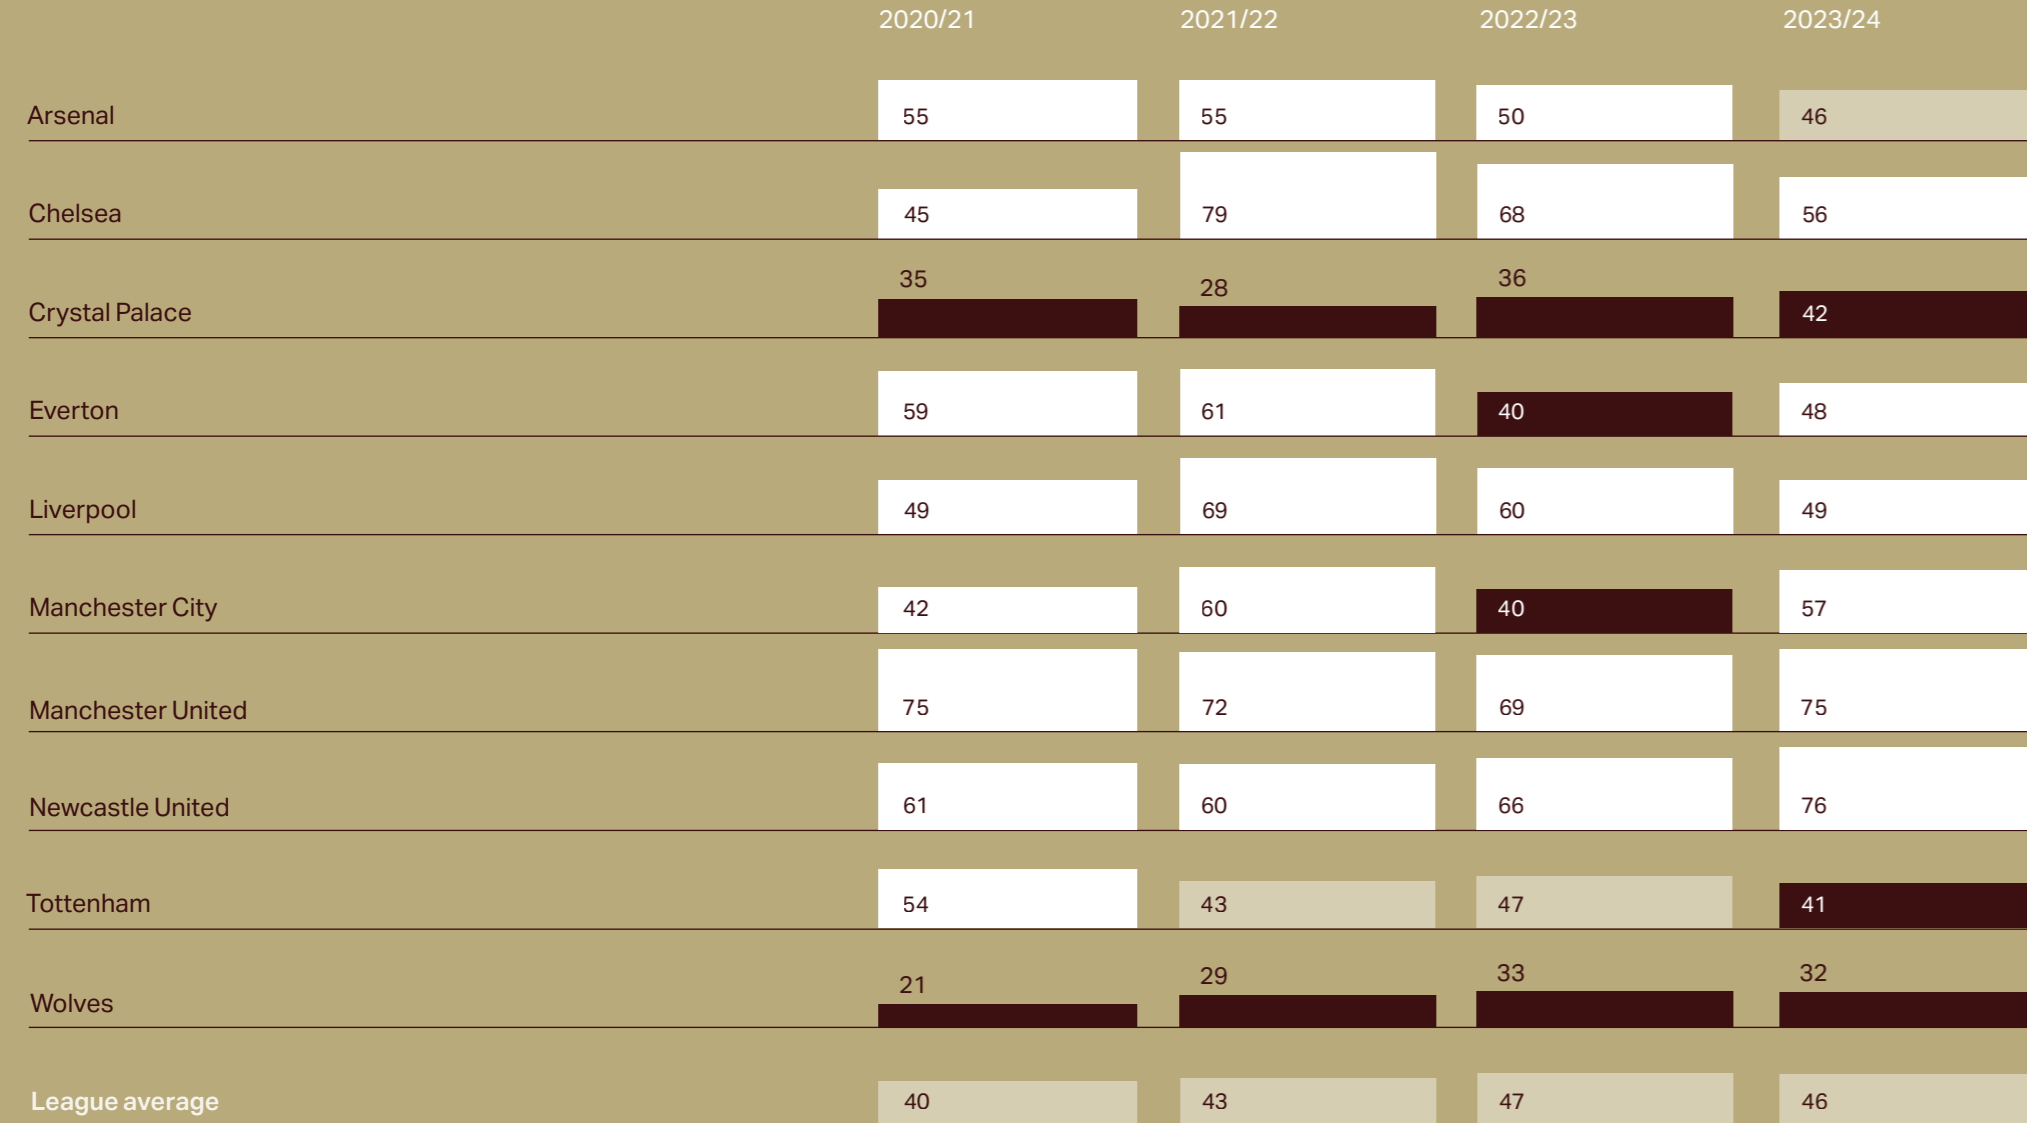 2020/21 2021/22 2022/23 2023/24
Arsenal 55 55 50 46
Chelsea 45 79 68 56
Crystal Palace 35 28 36 42
Everton 59 61 40 48
Liverpool 49 69 60 49
Manchester City 42 60 40 57
Manchester United 75 72 69 75
Newcastle United 61 60 66 76
Tottenham 54 43 47 41
Wolves 21 29 33 32
League average 40 43 47 46